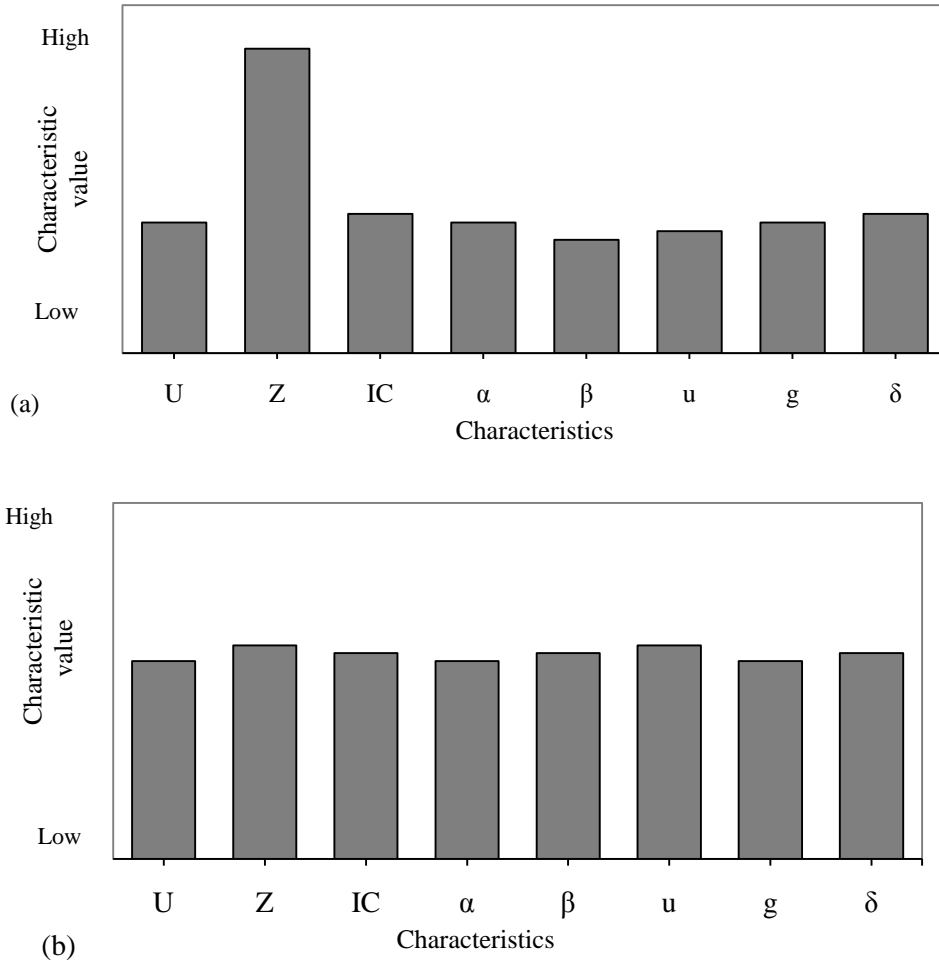 High
Characteristic
value
Low
U Z IC α β u g δ
(a)
Characteristics
High
Characteristic
value
Low
U Z IC α β u g δ
Characteristics
(b)